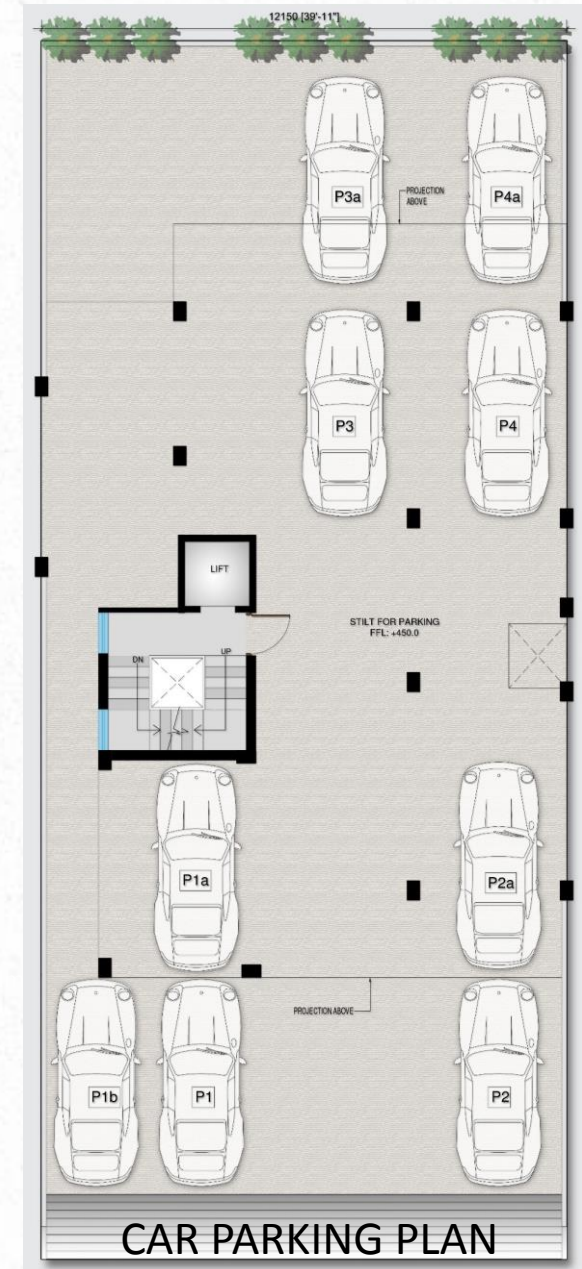 12150 [39'-11"]
P3a
PROJECTION
ABOVE
P4a
P3
P4
LIFT
STILT FOR PARKING
FFL: +450.0
DN
UP
P1a
P2a
PROJECTION ABOVE
P1b
P1
P2
CAR PARKING PLAN